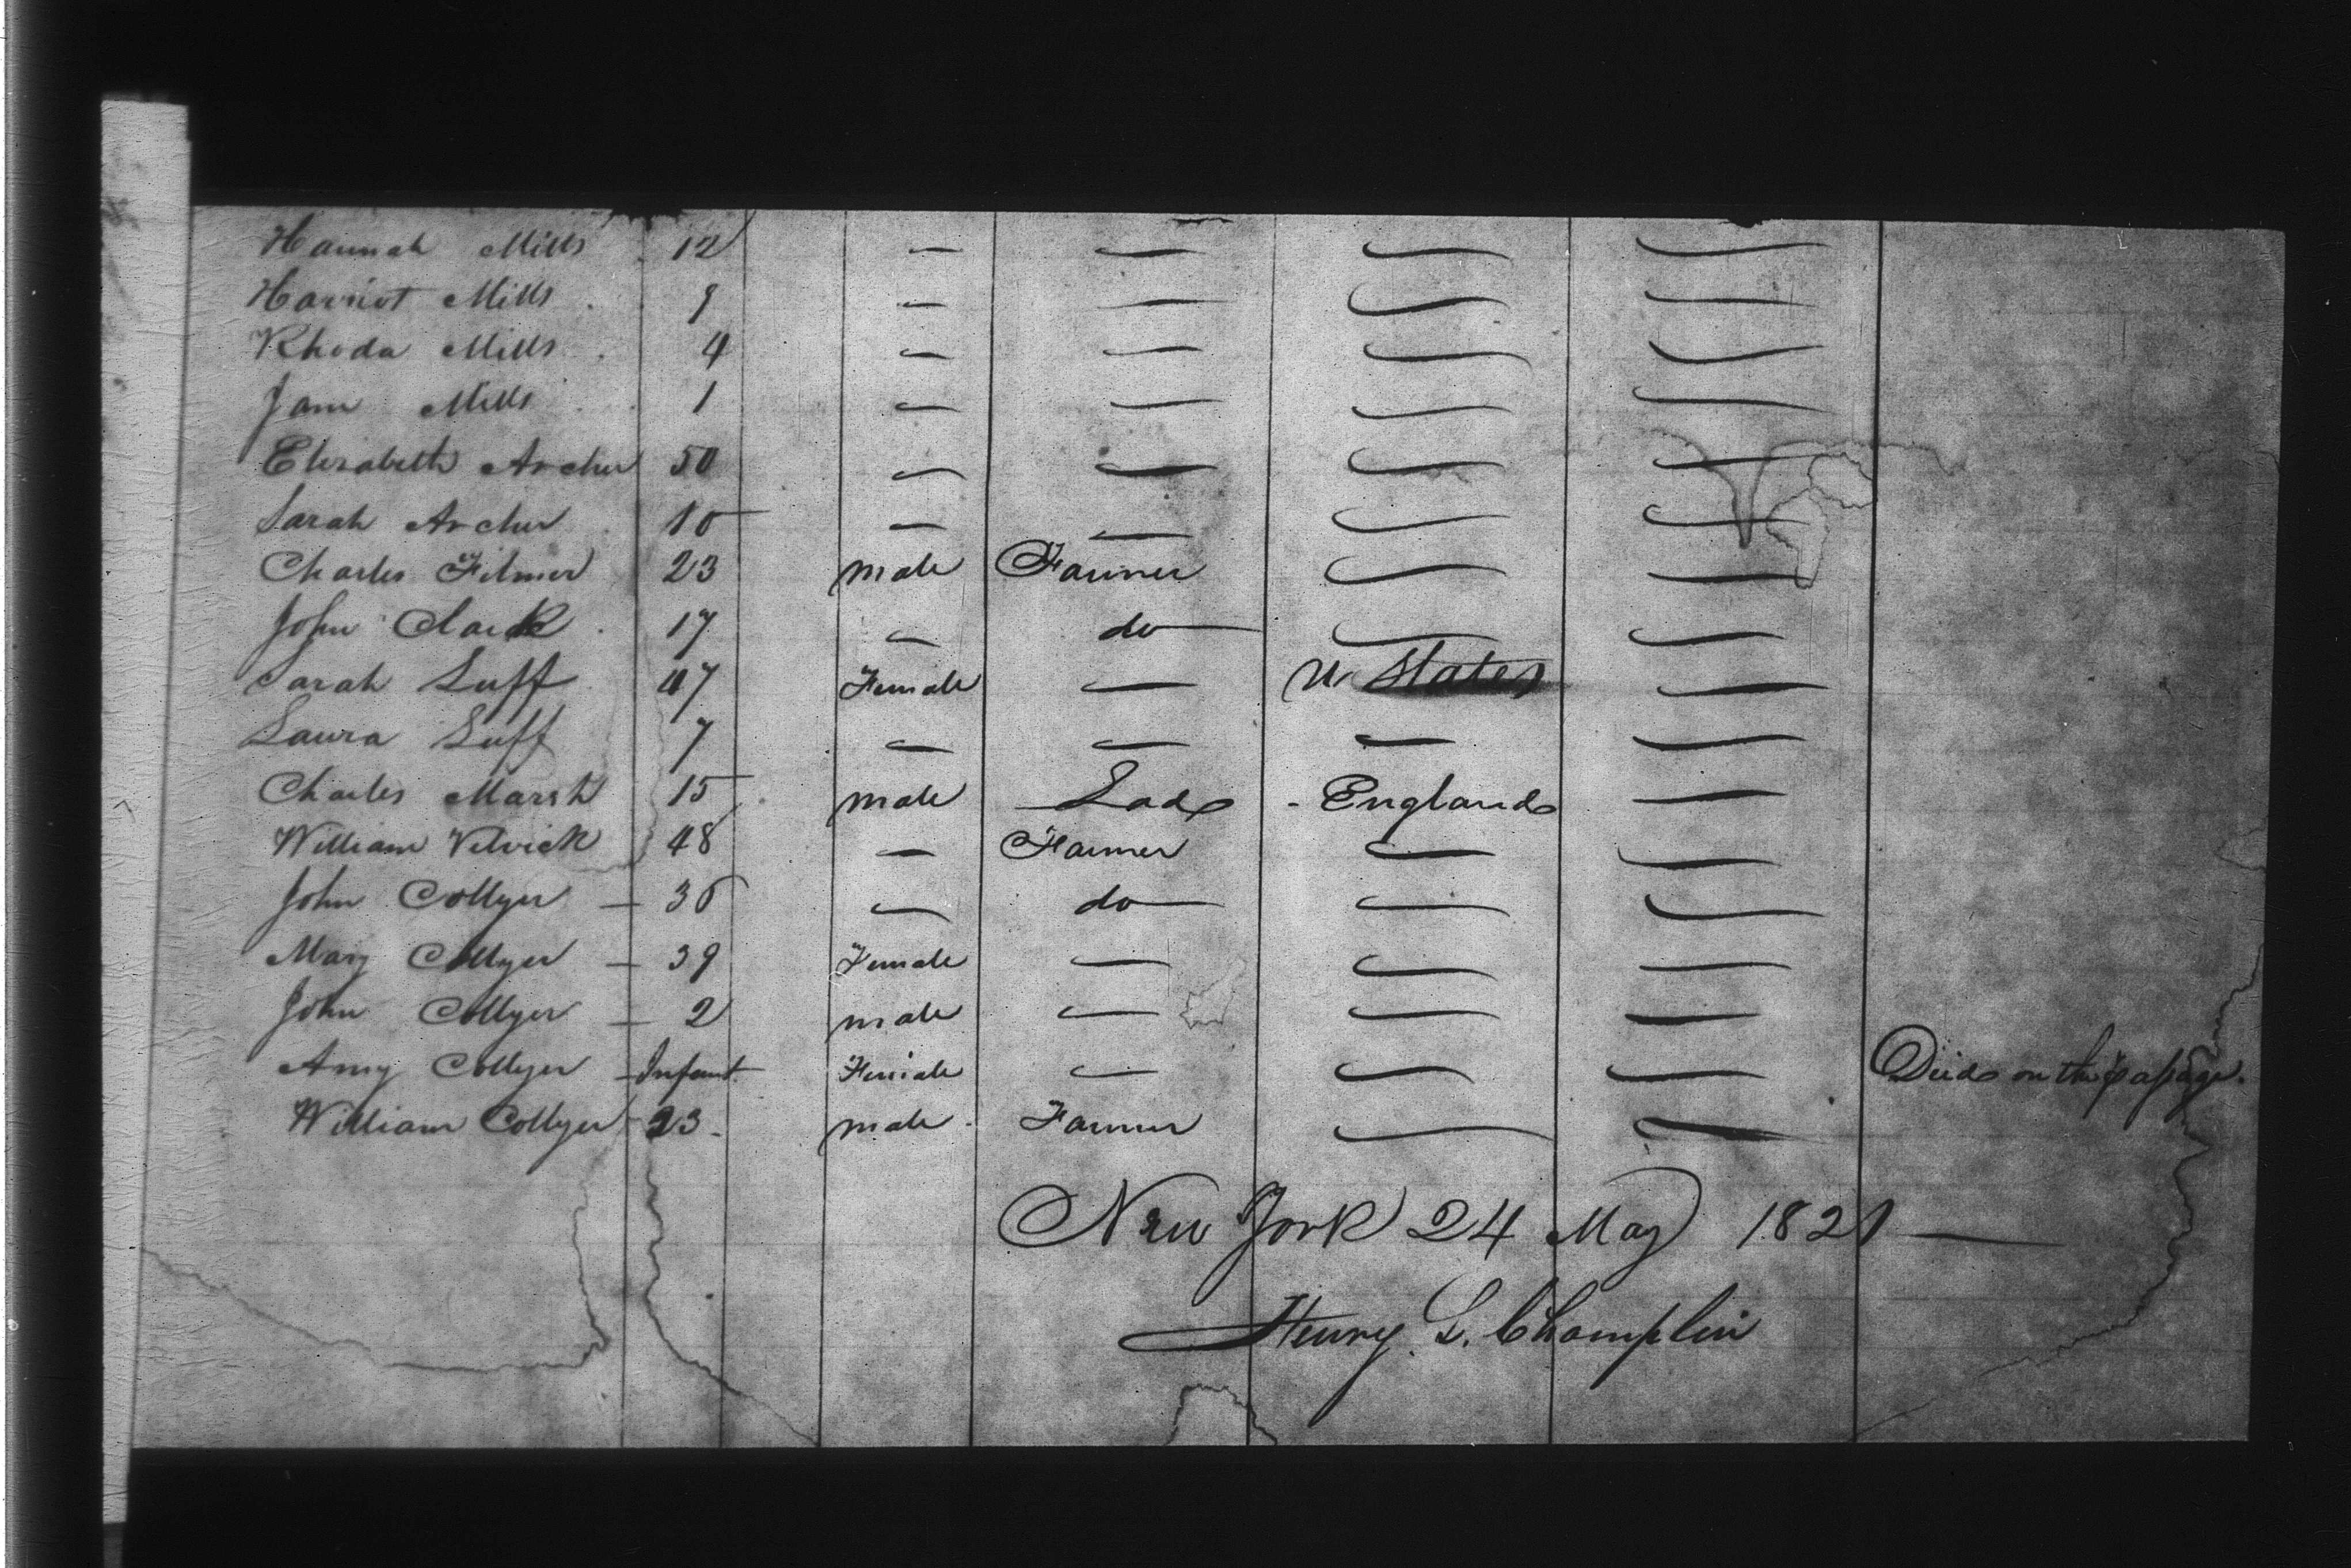 Hannah Mills 12 — — — —
Harriot Mills 9 — — — —
Rhoda Mills 4 — — — —
Jane Mills 1 — — — —
Elizabeth Archer 50 — — — —
Sarah Archer 10 — — — —
Charles Filmer 23 male Farmer — —
John Clark 17 — do — —
Sarah Luff 47 Female — U States —
Laura Luff 7 — — — —
Charles Marsh 15 male Lad England —
William Velvick 48 — Farmer — —
John Collyer 36 — do — —
Mary Collyer 39 Female — — —
John Collyer 2 male — — —
Amy Collyer Infant Female — — — Died on the passage.
William Collyer 23 male Farmer — —
New York 24 May 1821
Henry L. Champlin